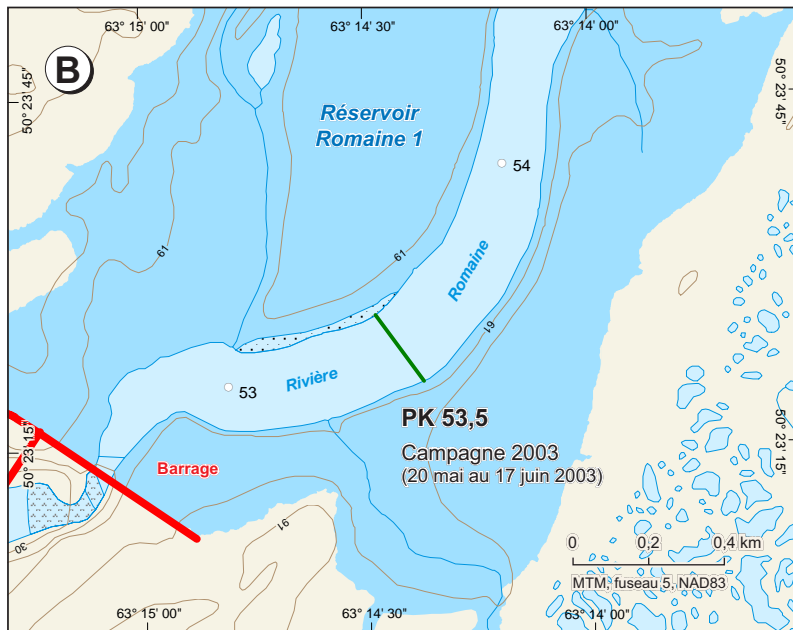 63° 15' 00"
63° 14' 30"
63° 14' 00"
B
50° 23' 45"
50° 23' 45"
Réservoir
Romaine 1
54
61
61
Romaine
61
53
Rivière
PK 53,5
Campagne 2003
(20 mai au 17 juin 2003)
50° 23' 15"
50° 23' 15"
Barrage
30
91
0 0,2 0,4 km
MTM, fuseau 5, NAD83
63° 15' 00"
63° 14' 30"
63° 14' 00"